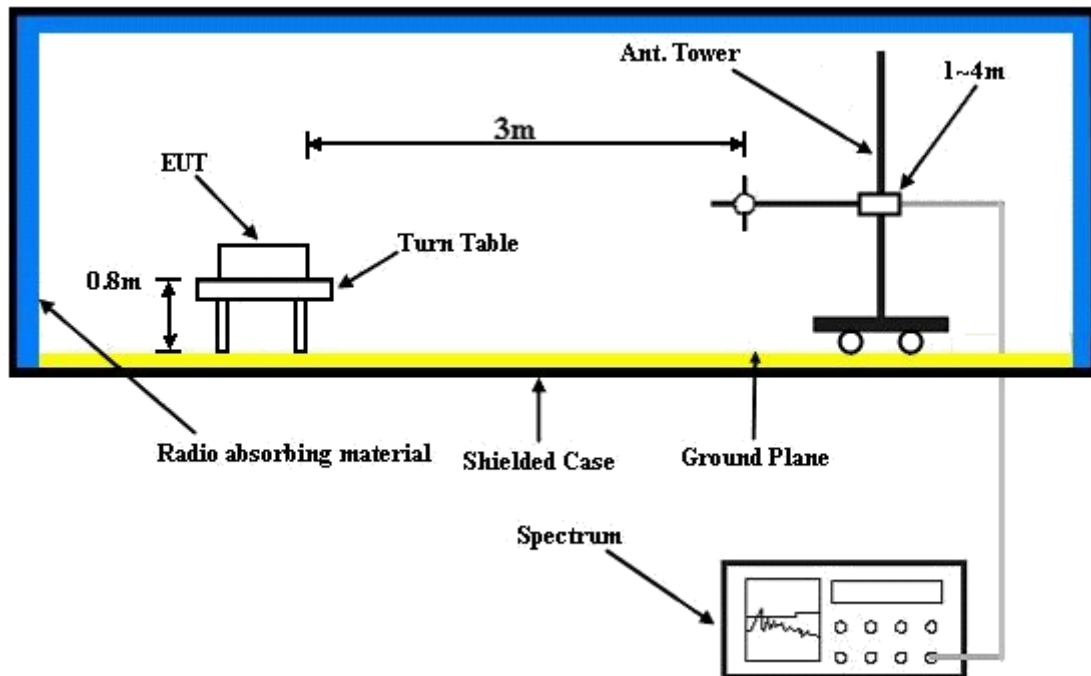 Ant. Tower
1~4m
3m
EUT
Turn Table
0.8m
Radio absorbing material
Shielded Case
Ground Plane
Spectrum